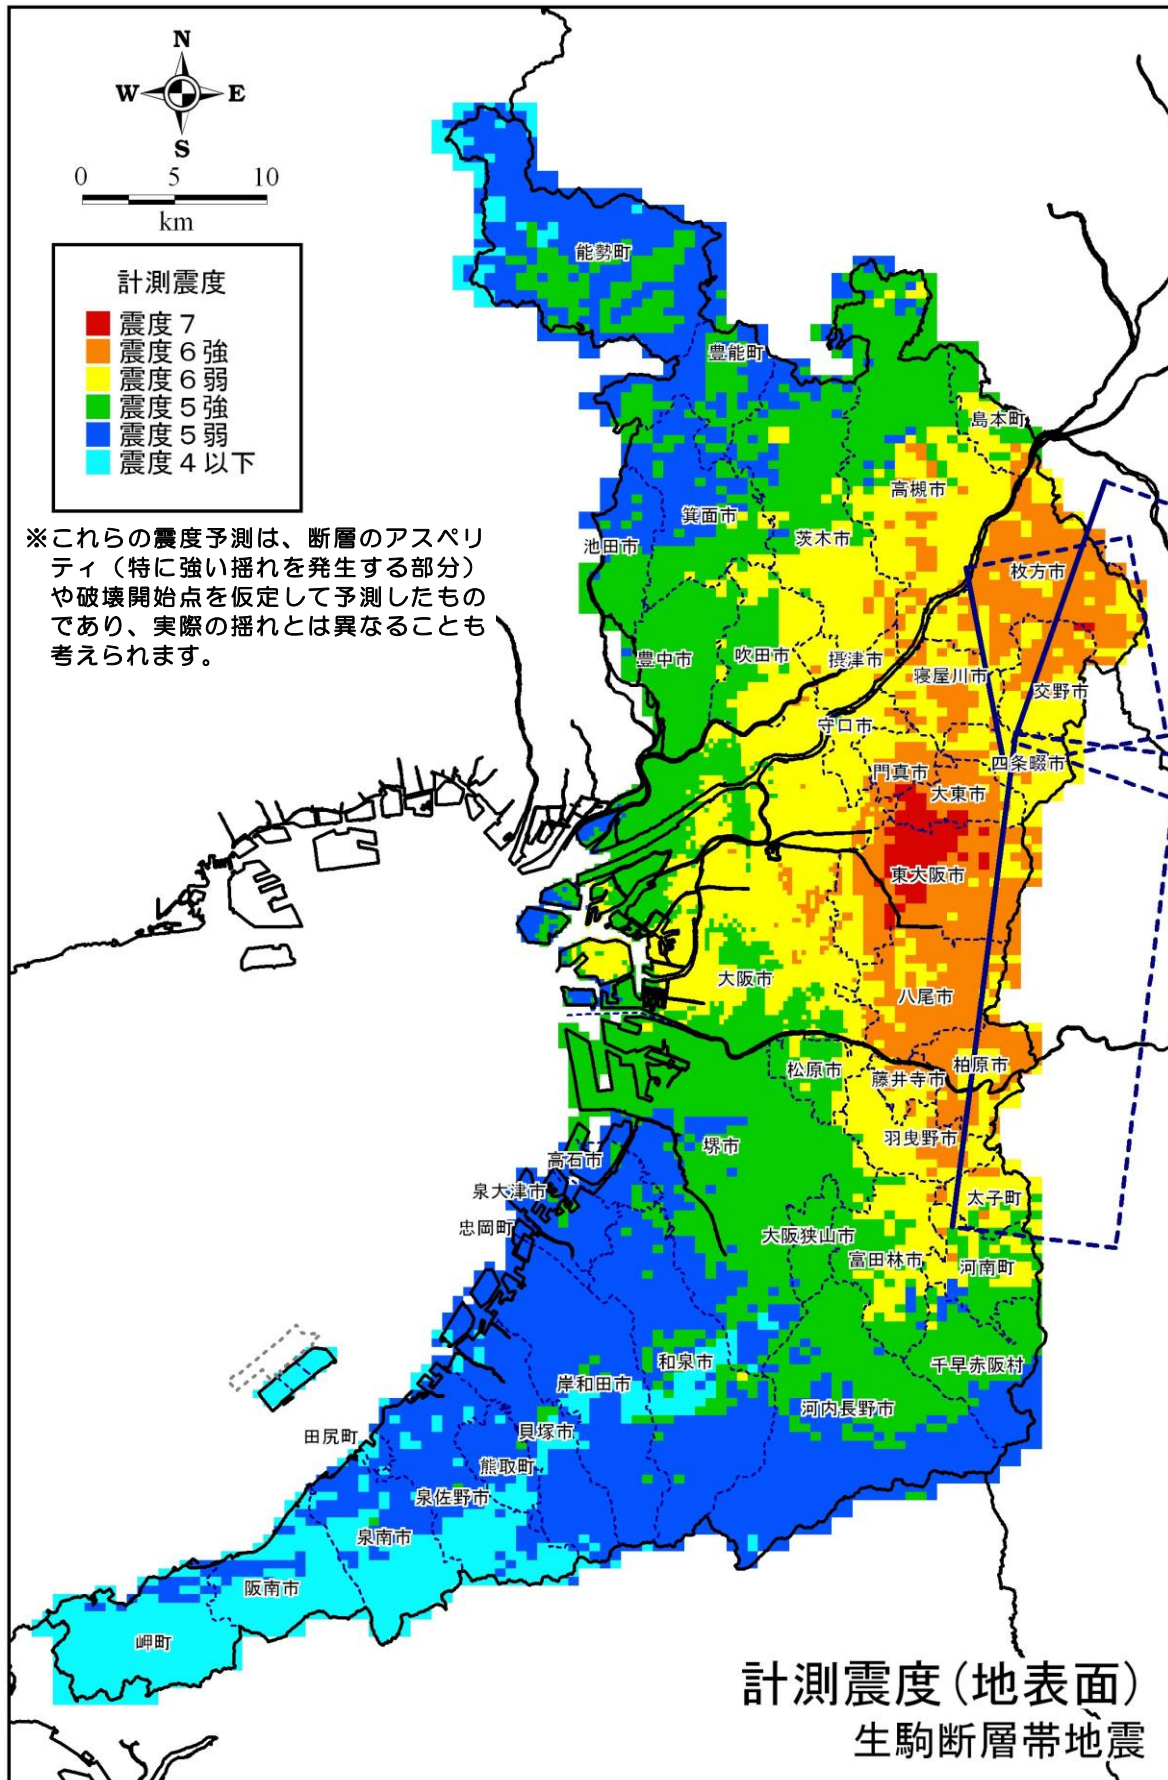 N
W E
S
0 5 10
km
計測震度
震度７
震度６強
震度６弱
震度５強
震度５弱
震度４以下
※これらの震度予測は、断層のアスペリ
ティ（特に強い揺れを発生する部分）
や破壊開始点を仮定して予測したもの
であり、実際の揺れとは異なることも
考えられます。
能勢町
豊能町
島本町
高槻市
箕面市
茨木市
池田市
枚方市
豊中市
吹田市
摂津市
寝屋川市
交野市
守口市
四条畷市
門真市
大東市
東大阪市
大阪市
八尾市
松原市
藤井寺市
柏原市
羽曳野市
堺市
高石市
泉大津市
太子町
忠岡町
大阪狭山市
富田林市
河南町
和泉市
千早赤阪村
岸和田市
河内長野市
貝塚市
田尻町
熊取町
泉佐野市
泉南市
阪南市
岬町
計測震度（地表面）
生駒断層帯地震